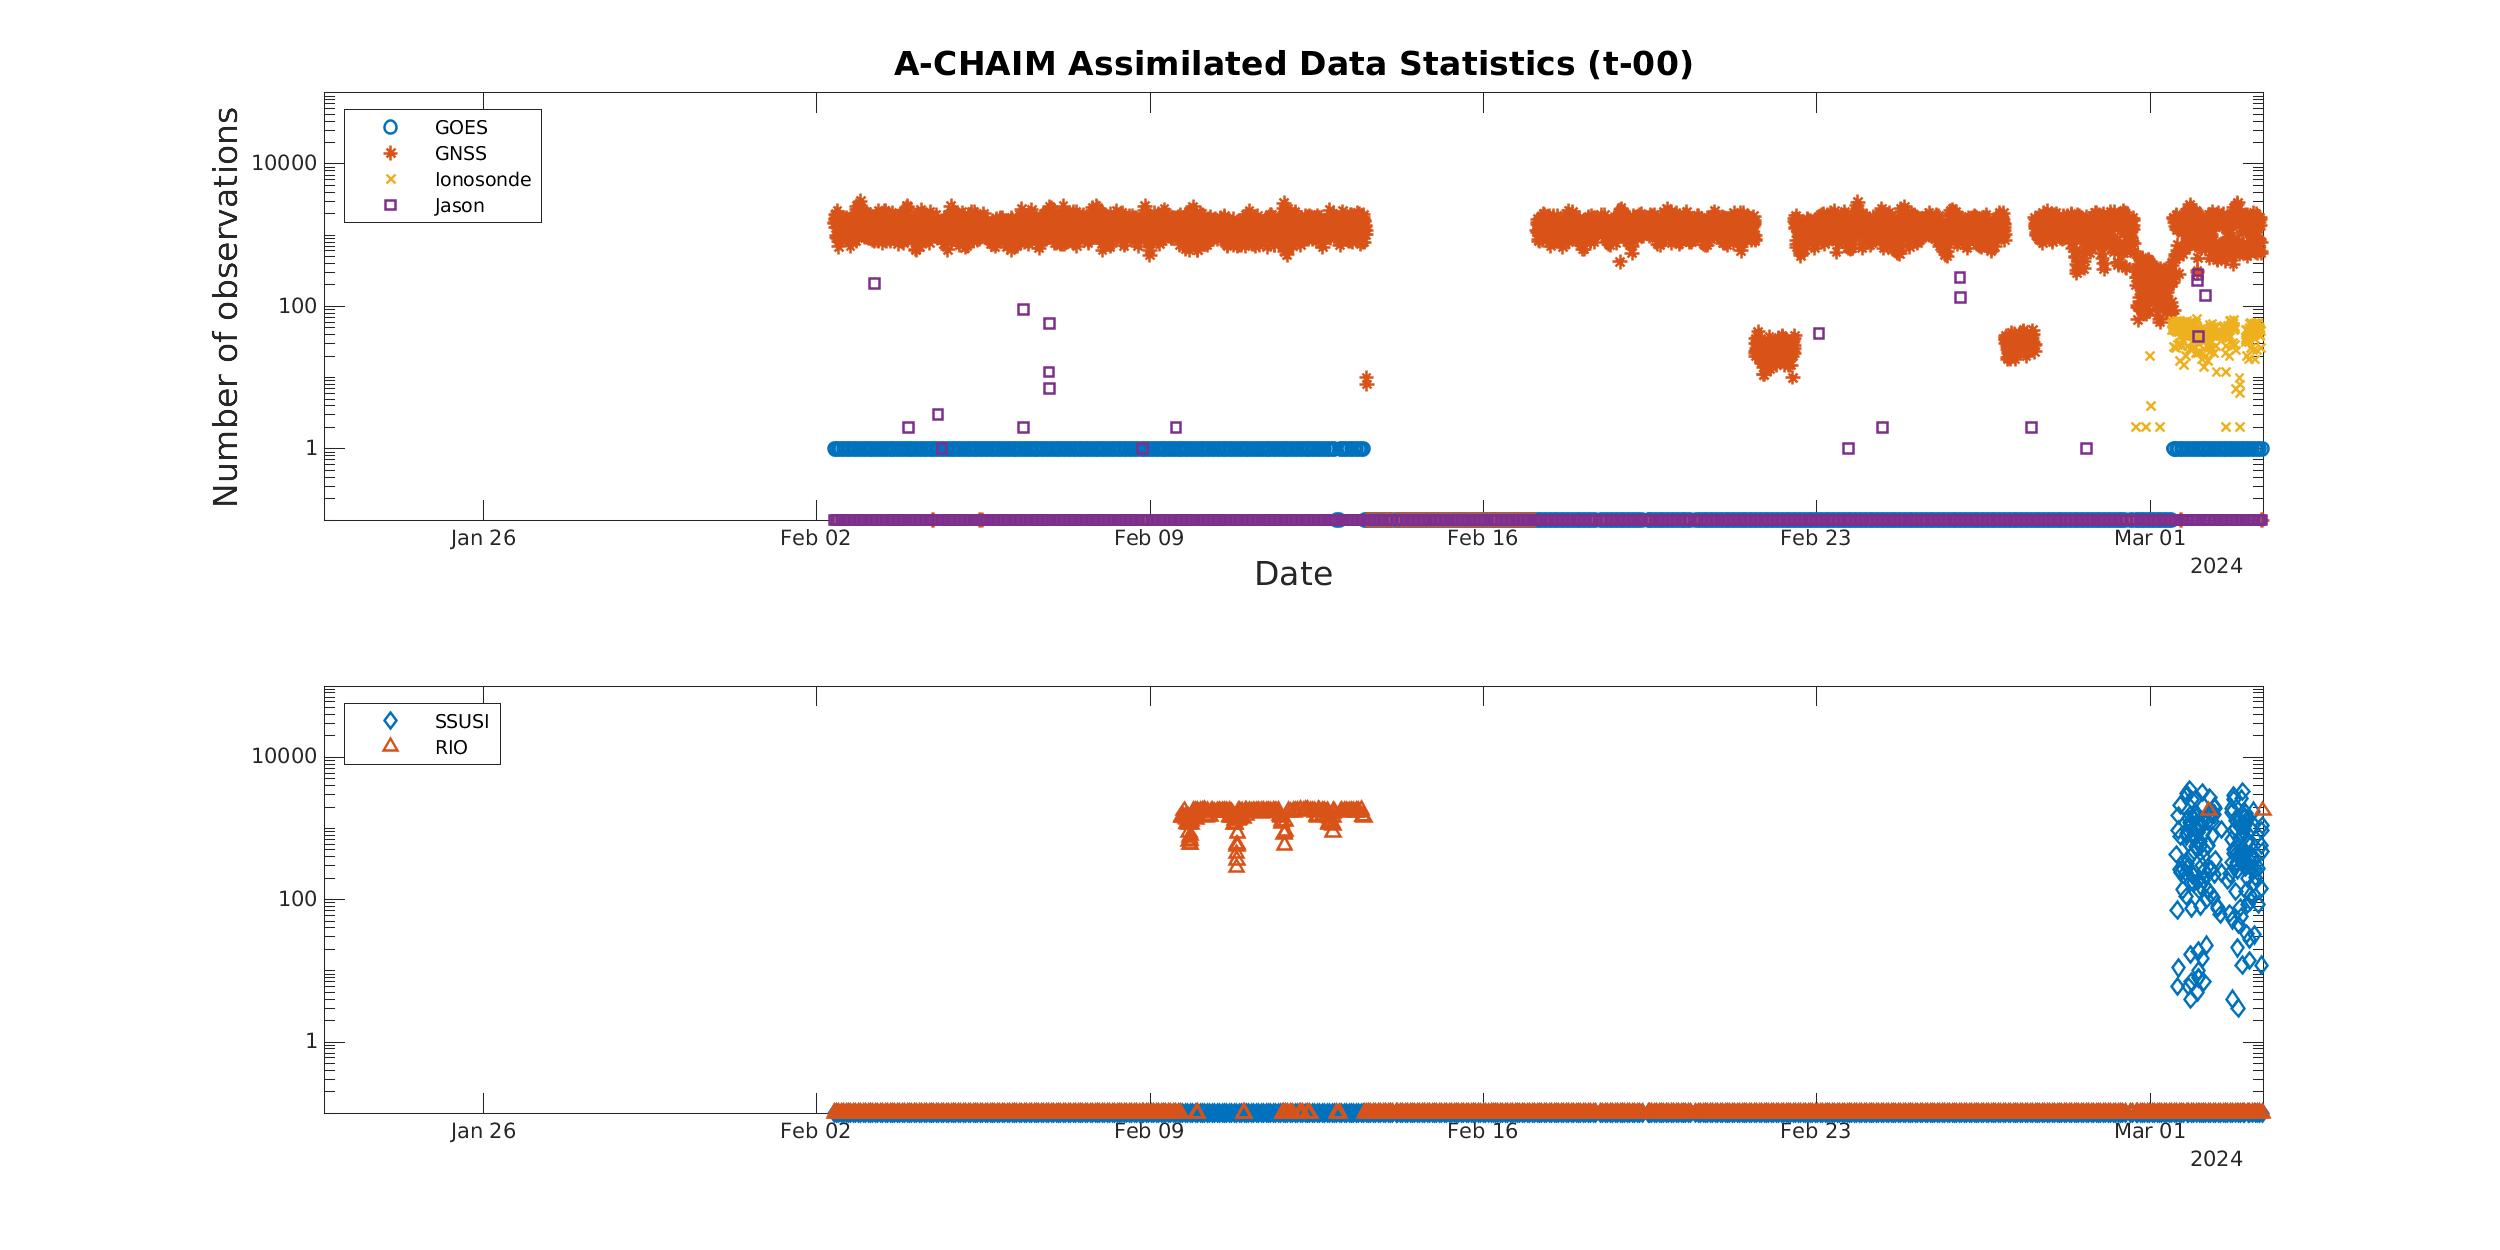 A-CHAIM Assimilated Data Statistics (t-00)
Number of observations
GOES
GNSS
Ionosonde
Jason
10000
100
1
Jan 26 Feb 02 Feb 09 Feb 16 Feb 23 Mar 01
2024
Date
SSUSI
RIO
10000
100
1
Jan 26 Feb 02 Feb 09 Feb 16 Feb 23 Mar 01
2024